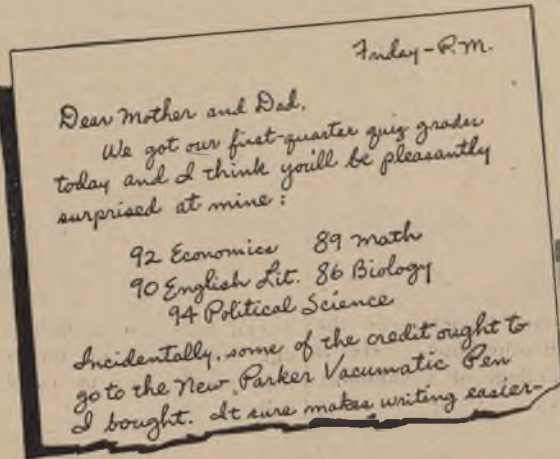 Friday - P.M.
Dear Mother and Dad,
We got our first-quarter quiz grades
today and I think you'll be pleasantly
surprised at mine:
92 Economics 89 Math
90 English Lit. 86 Biology
94 Political Science
Incidentally, some of the credit ought to
go to the New Parker Vacumatic Pen
I bought. It sure makes writing easier-